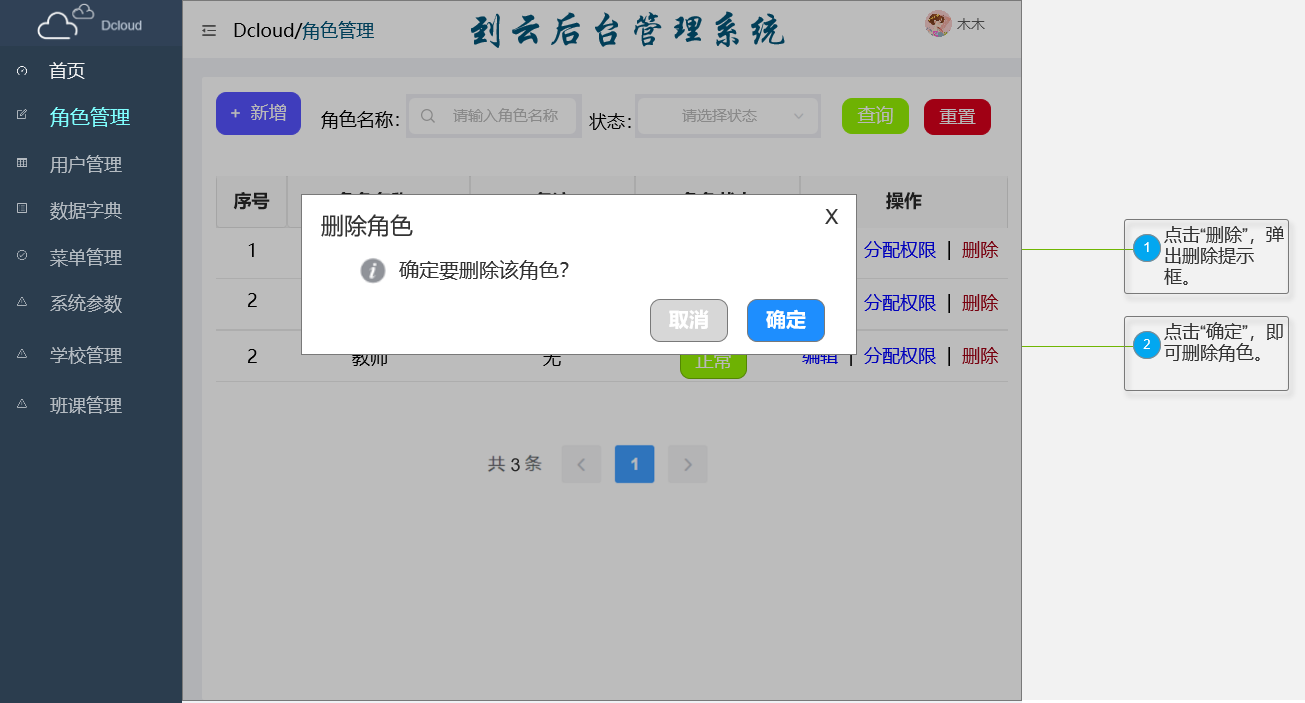 Dcloud
首页
角色管理
用户管理
数据字典
菜单管理
系统参数
学校管理
班课管理
Dcloud/角色管理
到云后台管理系统
木木
+ 新增
角色名称:
请输入角色名称
状态:
请选择状态
查询
重置
序号
操作
1
分配权限 | 删除
2
分配权限 | 删除
2
教师
无
正常
编辑 | 分配权限 | 删除
删除角色
X
确定要删除该角色?
取消
确定
共 3 条
1
1
点击“删除”，弹
出删除提示
框。
2
点击“确定”，即
可删除角色。